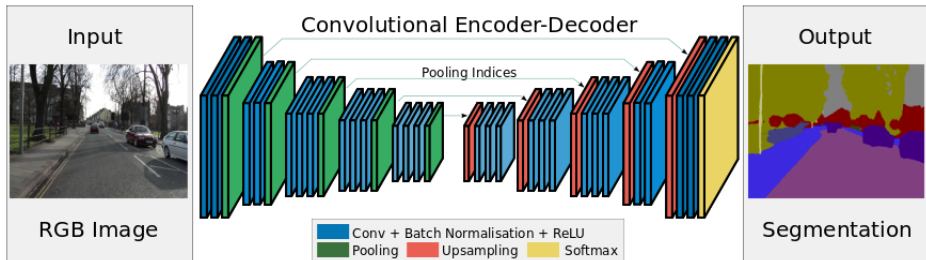 Input
Convolutional Encoder-Decoder
Output
Pooling Indices
RGB Image
Segmentation
Conv + Batch Normalisation + ReLU
Pooling Upsampling Softmax